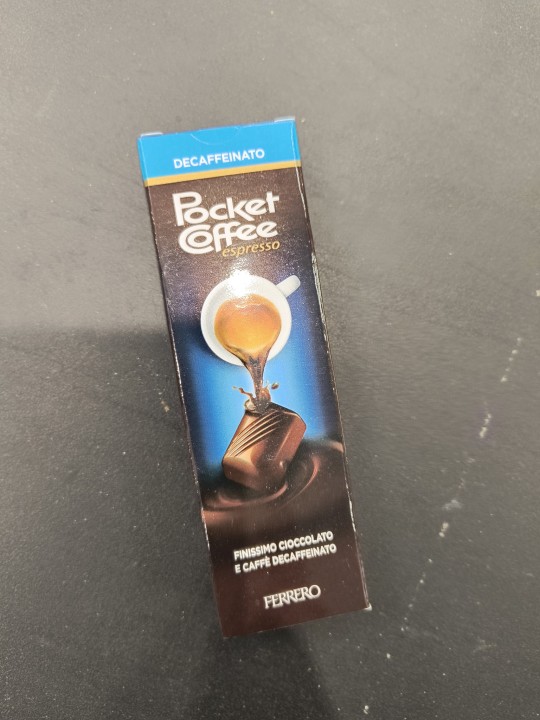 DECAFFEINATO
Pocket
Coffee
espresso
FINISSIMO CIOCCOLATO
E CAFFÈ DECAFFEINATO
FERRERO